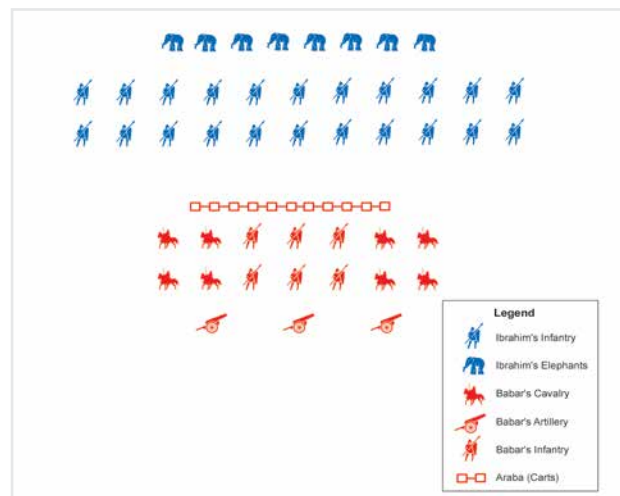 Legend
Ibrahim's Infantry
Ibrahim's Elephants
Babar's Cavalry
Babar's Artillery
Babar's Infantry
Araba (Carts)